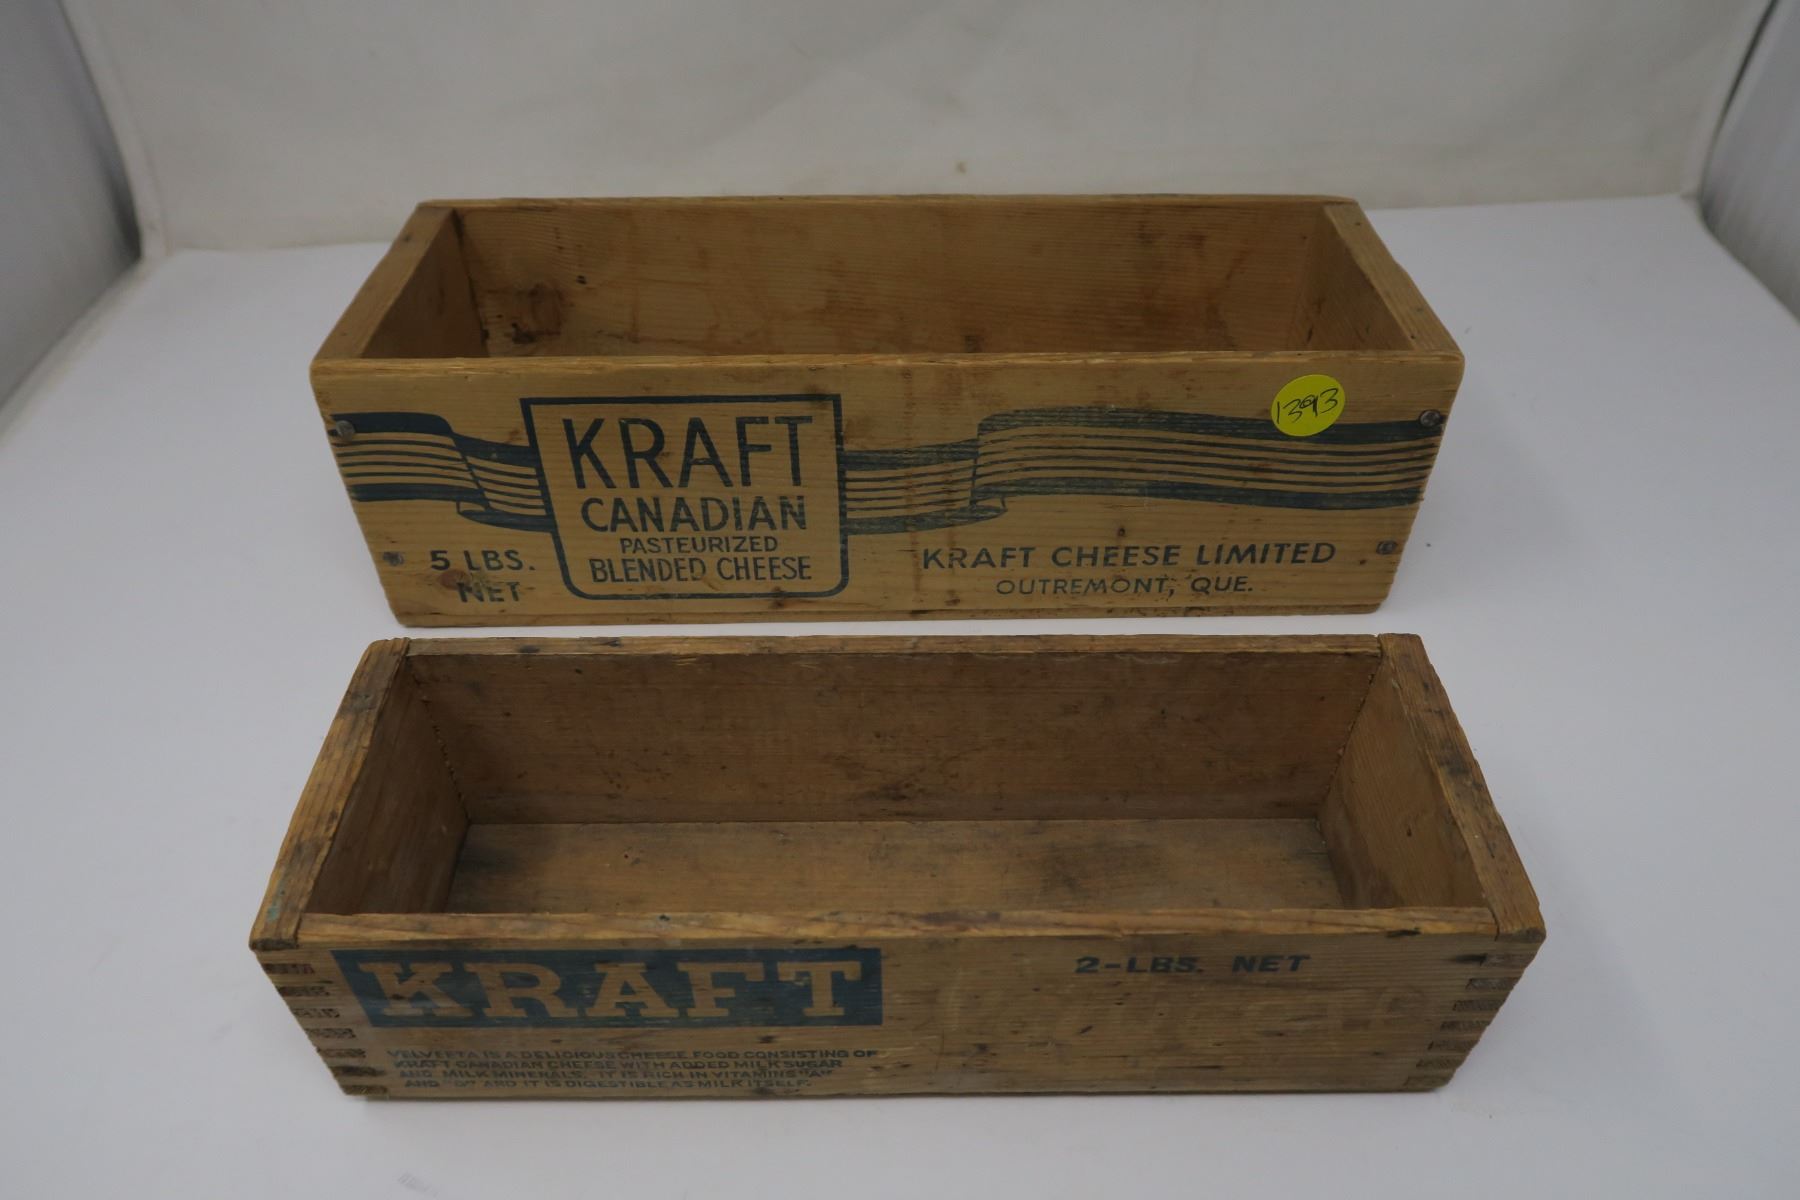 1393
KRAFT
CANADIAN
PASTEURIZED
BLENDED CHEESE
5 LBS.
NET
KRAFT CHEESE LIMITED
OUTREMONT, QUE.
KRAFT
2-LBS. NET
VELVEETA IS A DELICIOUS CHEESE FOOD CONSISTING OF
KRAFT CANADIAN CHEESE WITH ADDED MILK SUGAR
AND MILK MINERALS. IT IS RICH IN VITAMINS "A"
AND "D" AND IT IS DIGESTIBLE AS MILK ITSELF.